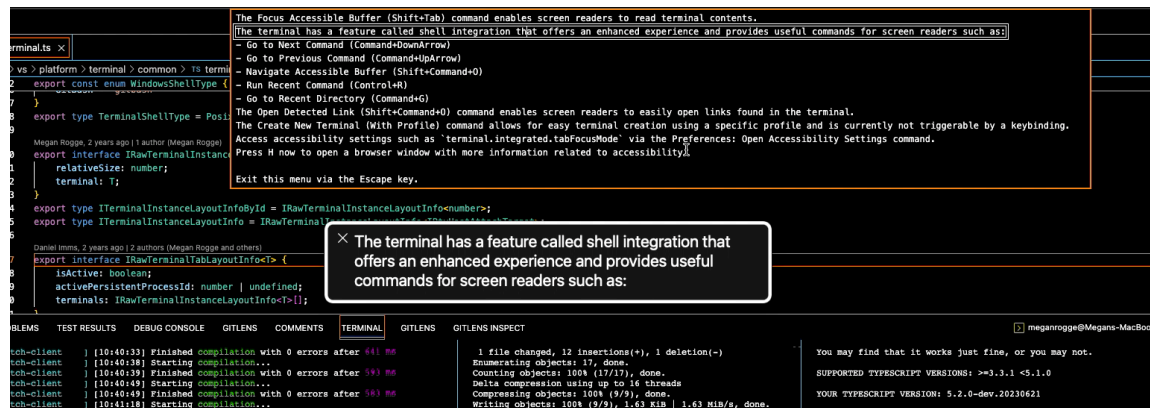 The Focus Accessible Buffer (Shift+Tab) command enables screen readers to read terminal contents.
The terminal has a feature called shell integration that offers an enhanced experience and provides useful commands for screen readers such as:
– Go to Next Command (Command+DownArrow)
– Go to Previous Command (Command+UpArrow)
– Navigate Accessible Buffer (Shift+Command+O)
– Run Recent Command (Control+R)
– Go to Recent Directory (Command+G)
The Open Detected Link (Shift+Command+O) command enables screen readers to easily open links found in the terminal.
The Create New Terminal (With Profile) command allows for easy terminal creation using a specific profile and is currently not triggerable by a keybinding.
Access accessibility settings such as `terminal.integrated.tabFocusMode` via the Preferences: Open Accessibility Settings command.
Press H now to open a browser window with more information related to accessibility.
Exit this menu via the Escape key.
erminal.ts ×
vs > platform > terminal > common > TS termi
export const enum WindowsShellType {
}
export type TerminalShellType = Posi
Megan Rogge, 2 years ago | 1 author (Megan Rogge)
export interface IRawTerminalInstance
relativeSize: number;
terminal: T;
}
export type ITerminalInstanceLayoutInfoById = IRawTerminalInstanceLayoutInfo<number>;
export type ITerminalInstanceLayoutInfo =
Daniel Imms, 2 years ago | 2 authors (Megan Rogge and others)
export interface IRawTerminalTabLayoutInfo<T> {
isActive: boolean;
activePersistentProcessId: number | undefined;
terminals: IRawTerminalInstanceLayoutInfo<T>[];
}
× The terminal has a feature called shell integration that
offers an enhanced experience and provides useful
commands for screen readers such as:
OBLEMS TEST RESULTS DEBUG CONSOLE GITLENS COMMENTS TERMINAL GITLENS GITLENS INSPECT meganrogge@Megans-MacBoo
tch-client ] [10:40:33] Finished compilation with 0 errors after 641 ms
tch-client ] [10:40:38] Starting compilation...
tch-client ] [10:40:39] Finished compilation with 0 errors after 593 ms
tch-client ] [10:40:49] Starting compilation...
tch-client ] [10:40:49] Finished compilation with 0 errors after 583 ms
tch-client ] [10:41:18] Starting compilation...
1 file changed, 12 insertions(+), 1 deletion(-)
Enumerating objects: 17, done.
Counting objects: 100% (17/17), done.
Delta compression using up to 16 threads
Compressing objects: 100% (9/9), done.
Writing objects: 100% (9/9), 1.63 KiB | 1.63 MiB/s, done.
You may find that it works just fine, or you may not.
SUPPORTED TYPESCRIPT VERSIONS: >=3.3.1 <5.1.0
YOUR TYPESCRIPT VERSION: 5.2.0-dev.20230621